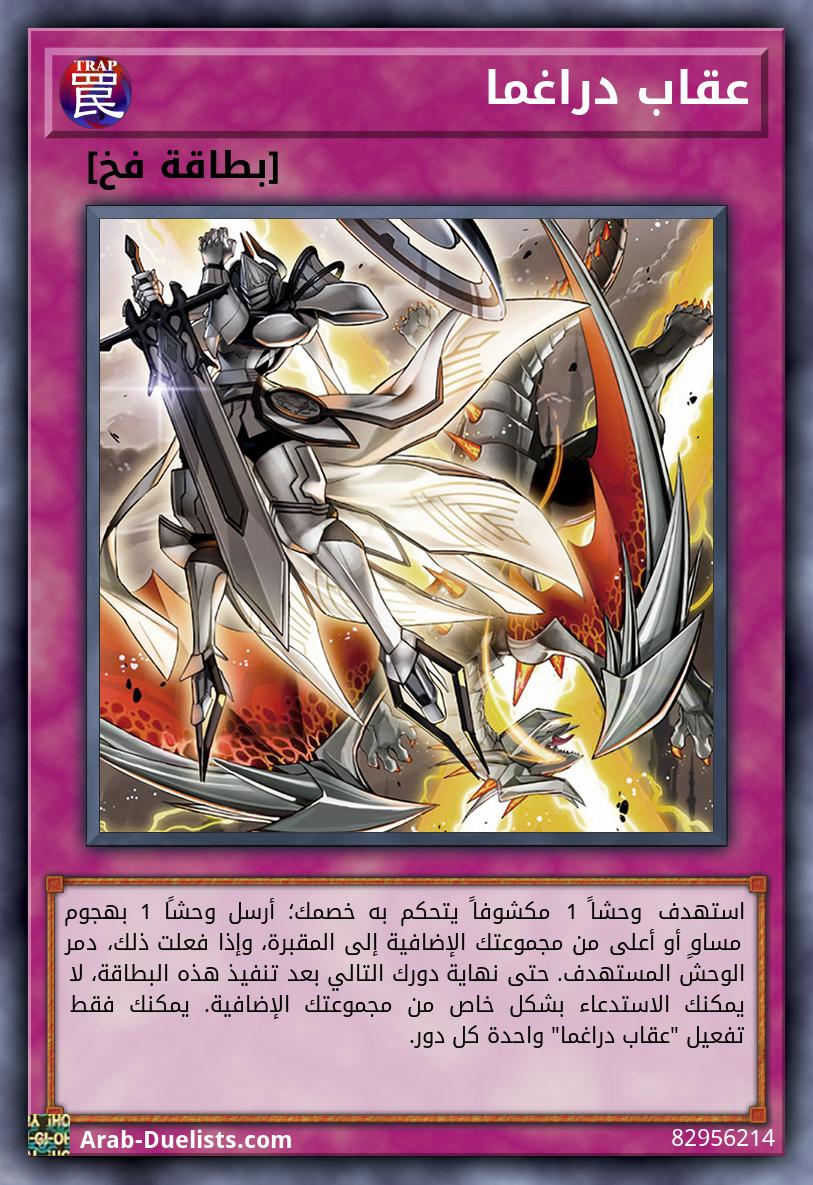 عقاب دراغما
TRAP
罠
[بطاقة فخ]
استهدف وحشاً 1 مكشوفاً يتحكم به خصمك؛ أرسل وحشاً 1 بهجوم
مساوٍ أو أعلى من مجموعتك الإضافية إلى المقبرة، وإذا فعلت ذلك، دمر
الوحش المستهدف. حتى نهاية دورك التالي بعد تنفيذ هذه البطاقة، لا
يمكنك الاستدعاء بشكل خاص من مجموعتك الإضافية. يمكنك فقط
تفعيل "عقاب دراغما" واحدة كل دور.
Arab-Duelists.com
82956214